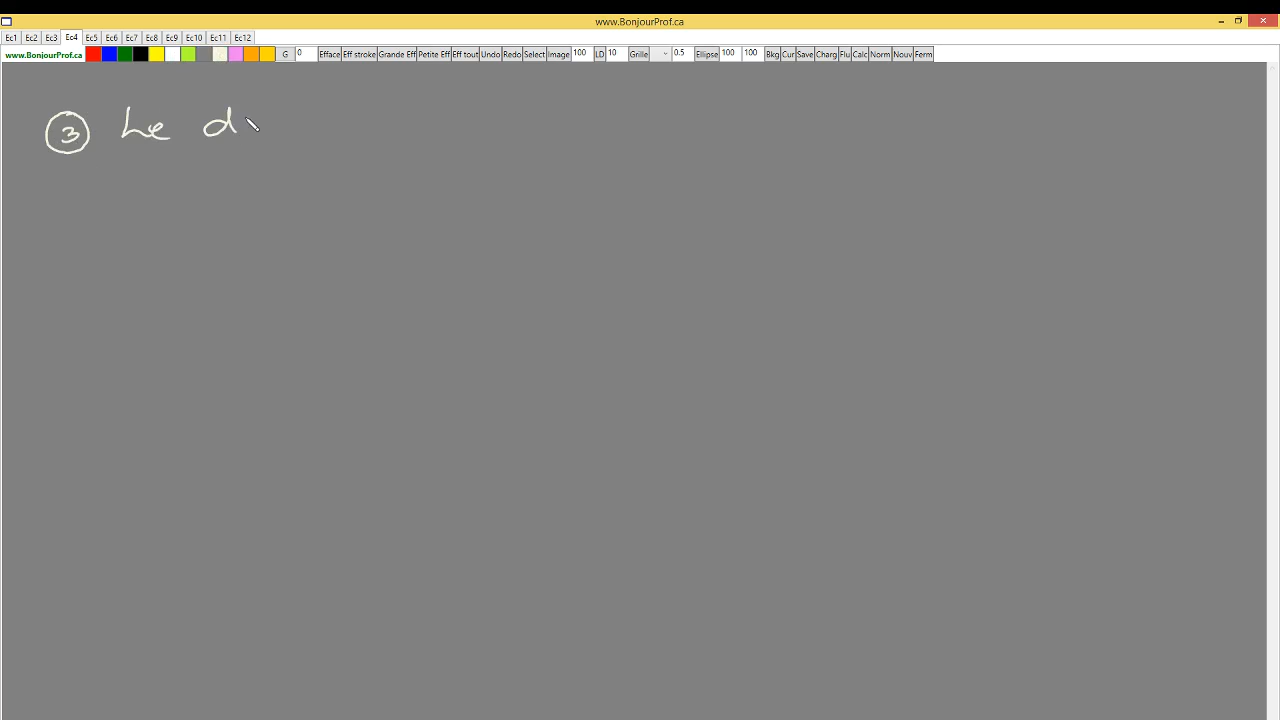 www.BonjourProf.ca
Ec1 Ec2 Ec3 Ec4 Ec5 Ec6 Ec7 Ec8 Ec9 Ec10 Ec11 Ec12
www.BonjourProf.ca G 0 Efface Eff stroke Grande Eff Petite Eff Eff tout Undo Redo Select Image 100 LD 10 Grille 0.5 Ellipse 100 100 Bkg Cur Save Charg Flu Calc Norm Nouv Ferm
3 Le d